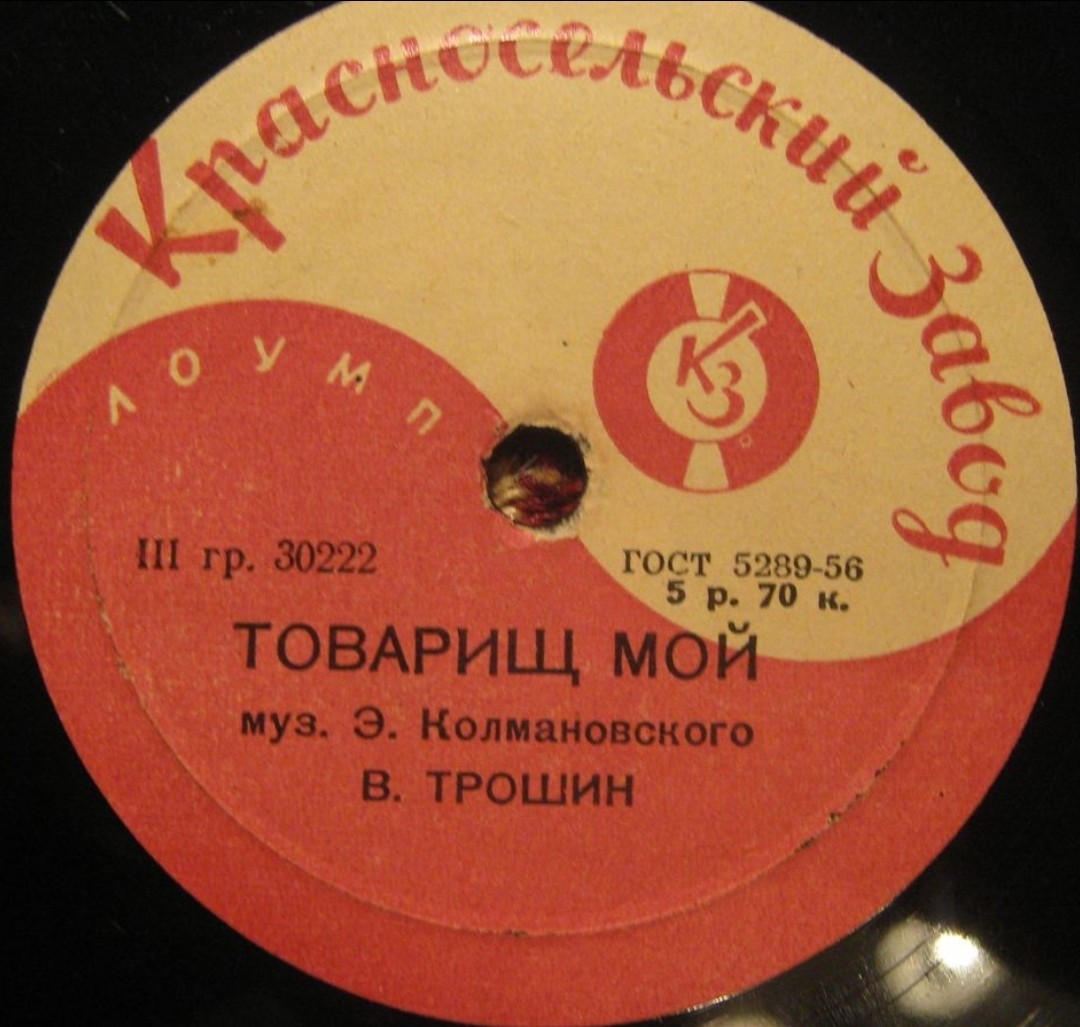 Красносельский Завод
ЛОУМП
КЗ
III гр. 30222
ГОСТ 5289-56
5 р. 70 к.
ТОВАРИЩ МОЙ
муз. Э. Колмановского
В. ТРОШИН